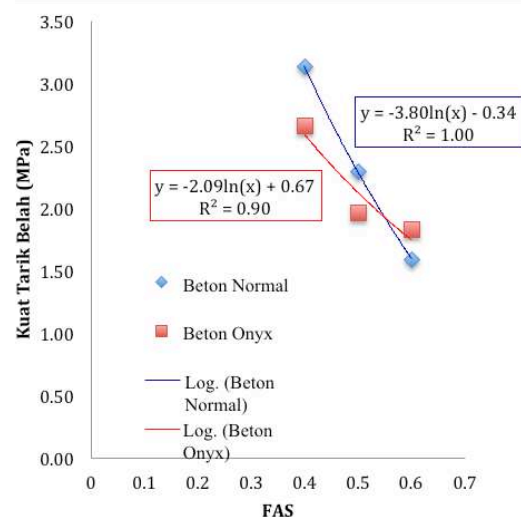 3.50
3.00
2.50
2.00
1.50
1.00
0.50
0.00
Kuat Tarik Belah (MPa)
y = -3.80ln(x) - 0.34
R² = 1.00
y = -2.09ln(x) + 0.67
R² = 0.90
Beton Normal
Beton Onyx
Log. (Beton
Normal)
Log. (Beton
Onyx)
0 0.1 0.2 0.3 0.4 0.5 0.6 0.7
FAS